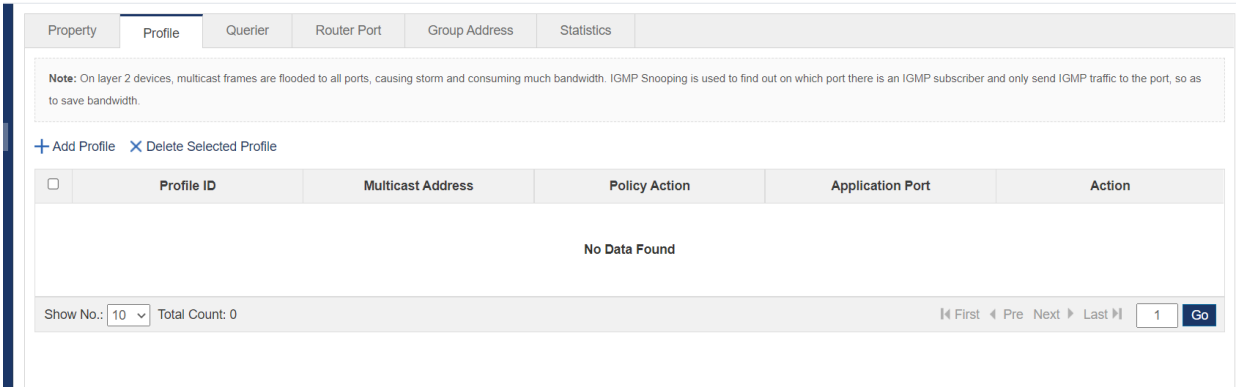 Property Profile Querier Router Port Group Address Statistics
Note: On layer 2 devices, multicast frames are flooded to all ports, causing storm and consuming much bandwidth. IGMP Snooping is used to find out on which port there is an IGMP subscriber and only send IGMP traffic to the port, so as
to save bandwidth.
Add Profile Delete Selected Profile
Profile ID Multicast Address Policy Action Application Port Action
No Data Found
Show No.: 10 Total Count: 0 First Pre Next Last 1 Go